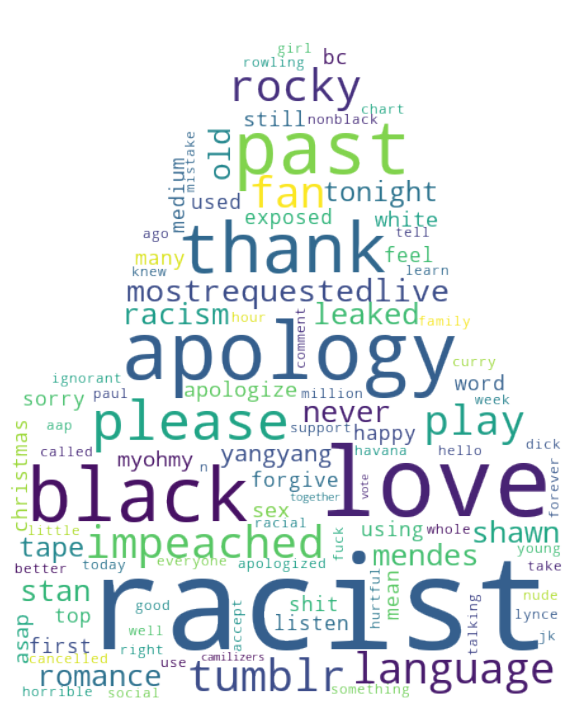 girl
rowling bc
rocky
chart
still nonblack
old past
mistake
medium
fan tonight
used
exposed white
ago thank tell
many feel
knew learn
mostrequestedlive
racism hour leaked family
apology
comment
curry
ignorant paul apologize million word
sorry never week
aap please support happy play
christmas called myohmy yangyang havana hello dick
n forgive together
black love
vote
forever
sex
little racial using whole shawn
tape impeached fuck mendes young
better today everyone apologized take
stan racist nude
top good shit hurtful mean lynce
asap first well listen talking jk
right accept
cancelled use camilizers
romance tumblr language
horrible social something